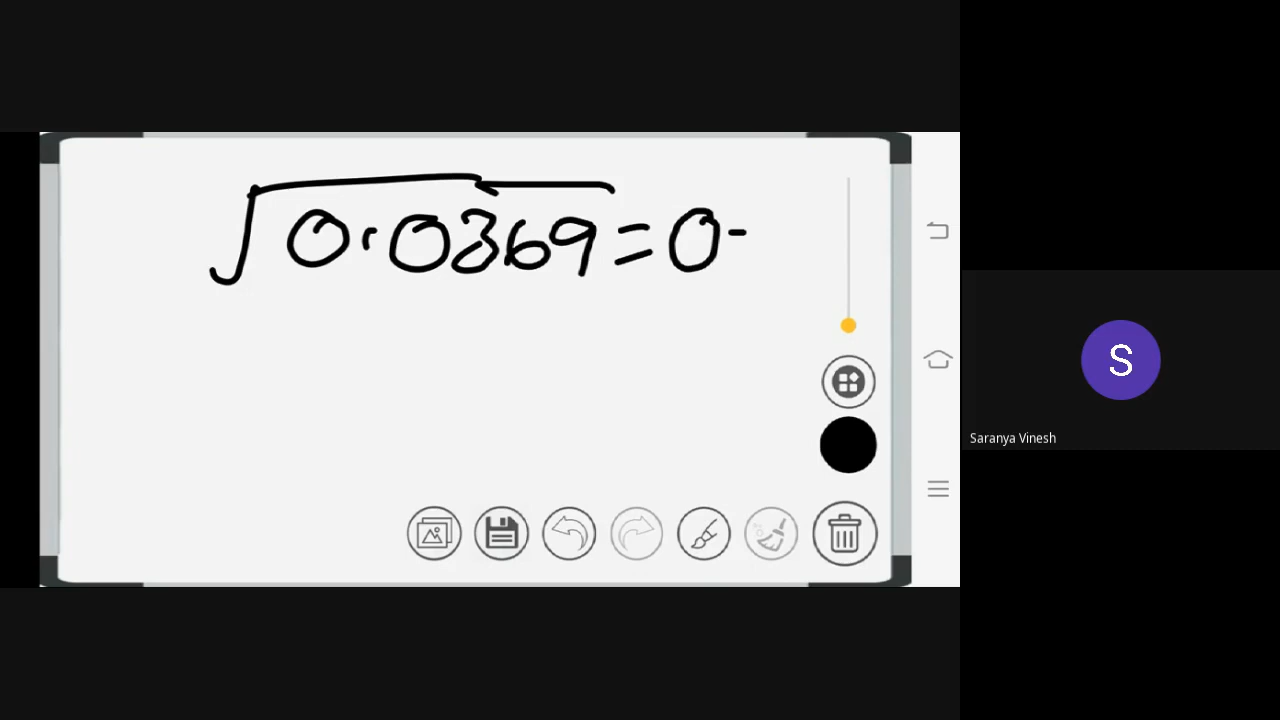 √0.0369 = 0-
S
Saranya Vinesh